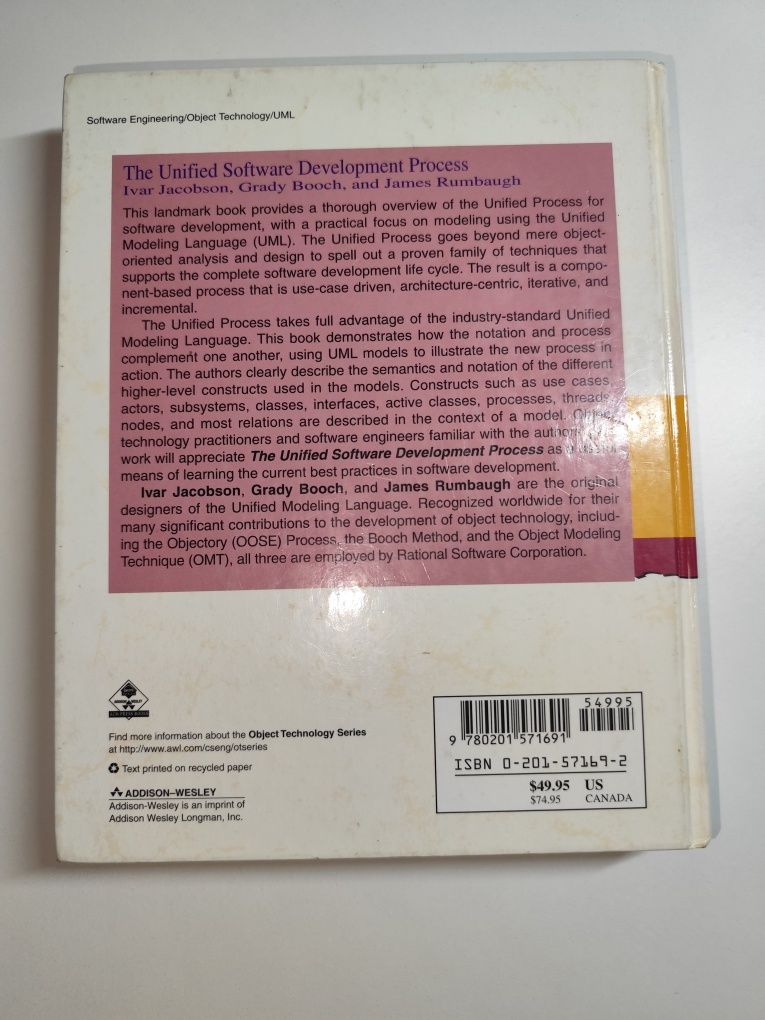 Software Engineering/Object Technology/UML
The Unified Software Development Process
Ivar Jacobson, Grady Booch, and James Rumbaugh
This landmark book provides a thorough overview of the Unified Process for
software development, with a practical focus on modeling using the Unified
Modeling Language (UML). The Unified Process goes beyond mere object-
oriented analysis and design to spell out a proven family of techniques that
supports the complete software development life cycle. The result is a compo-
nent-based process that is use-case driven, architecture-centric, iterative, and
incremental.
The Unified Process takes full advantage of the industry-standard Unified
Modeling Language. This book demonstrates how the notation and process
complement one another, using UML models to illustrate the new process in
action. The authors clearly describe the semantics and notation of the different
higher-level constructs used in the models. Constructs such as use cases,
actors, subsystems, classes, interfaces, active classes, processes, threads,
nodes, and most relations are described in the context of a model. Object
technology practitioners and software engineers familiar with the authors'
work will appreciate The Unified Software Development Process as a
means of learning the current best practices in software development.
Ivar Jacobson, Grady Booch, and James Rumbaugh are the original
designers of the Unified Modeling Language. Recognized worldwide for their
many significant contributions to the development of object technology, includ-
ing the Objectory (OOSE) Process, the Booch Method, and the Object Modeling
Technique (OMT), all three are employed by Rational Software Corporation.
ADDISON-WESLEY
Find more information about the Object Technology Series
at http://www.awl.com/cseng/otseries
Text printed on recycled paper
ADDISON–WESLEY
Addison-Wesley is an imprint of
Addison Wesley Longman, Inc.
54995
9 780201 571691
ISBN 0-201-57169-2
$49.95 US
$74.95 CANADA